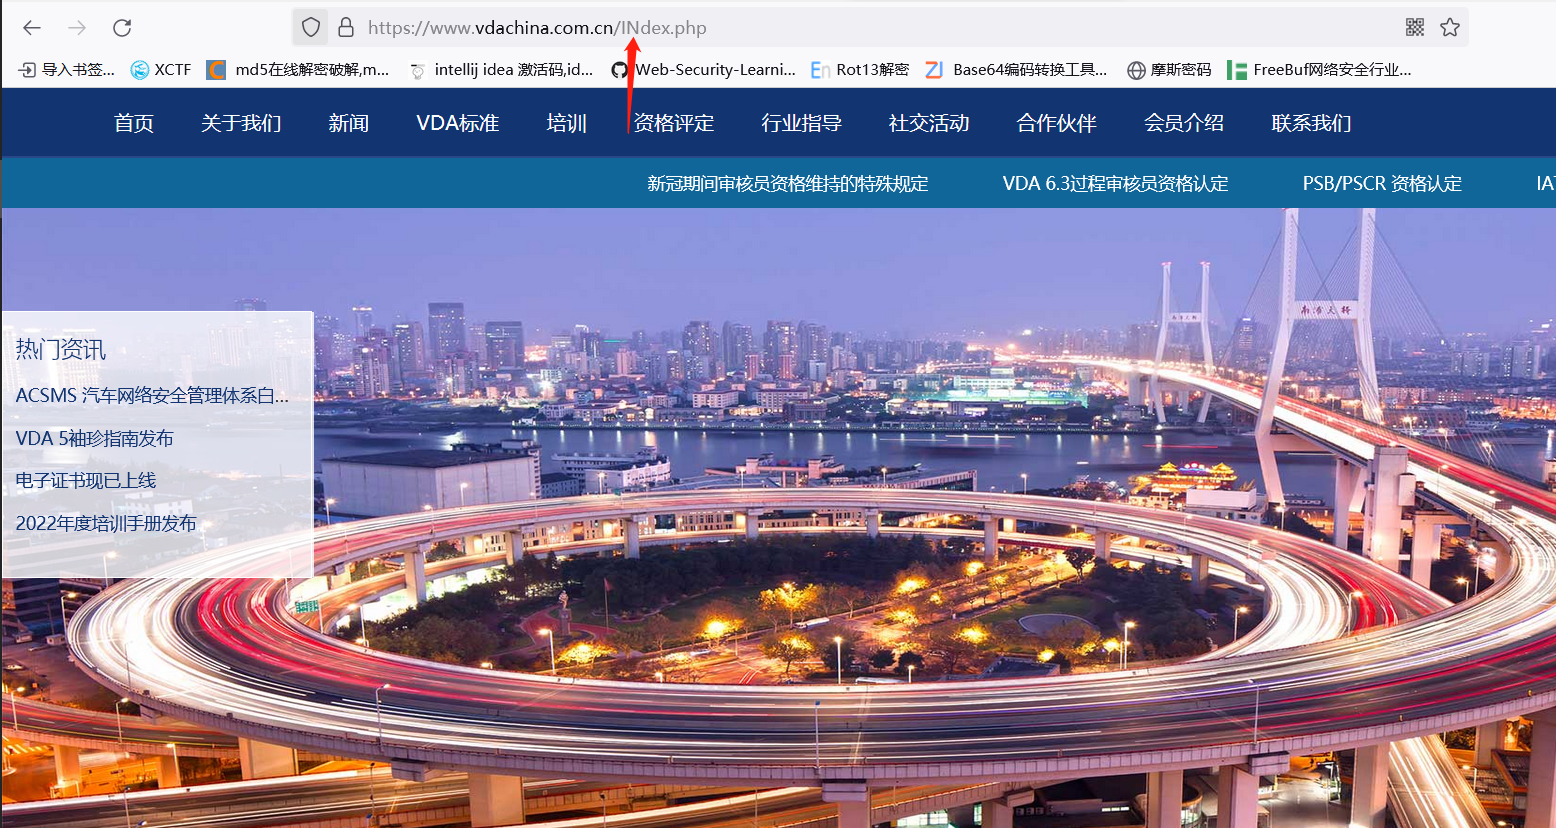 https://www.vdachina.com.cn/INdex.php
导入书签... XCTF md5在线解密破解,m... intellij idea 激活码,id... Web-Security-Learni... Rot13解密 Base64编码转换工具... 摩斯密码 FreeBuf网络安全行业...
首页 关于我们 新闻 VDA标准 培训 资格评定 行业指导 社交活动 合作伙伴 会员介绍 联系我们
新冠期间审核员资格维持的特殊规定 VDA 6.3过程审核员资格认定 PSB/PSCR 资格认定 IAT
南浦大桥
热门资讯
ACSMS 汽车网络安全管理体系白...
VDA 5袖珍指南发布
电子证书现已上线
2022年度培训手册发布